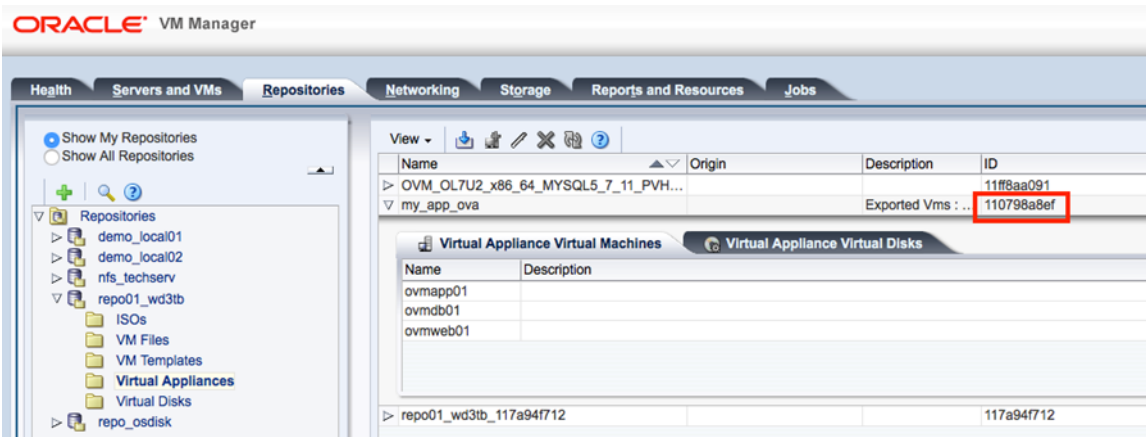 ORACLE® VM Manager
Health Servers and VMs Repositories Networking Storage Reports and Resources Jobs
Show My Repositories
Show All Repositories
Repositories
demo_local01
demo_local02
nfs_techserv
repo01_wd3tb
ISOs
VM Files
VM Templates
Virtual Appliances
Virtual Disks
repo_osdisk
View
Name Origin Description ID
OVM_OL7U2_x86_64_MYSQL5_7_11_PVH... 11ff8aa091
my_app_ova Exported Vms : ... 110798a8ef
Virtual Appliance Virtual Machines Virtual Appliance Virtual Disks
Name Description
ovmapp01
ovmdb01
ovmweb01
repo01_wd3tb_117a94f712 117a94f712